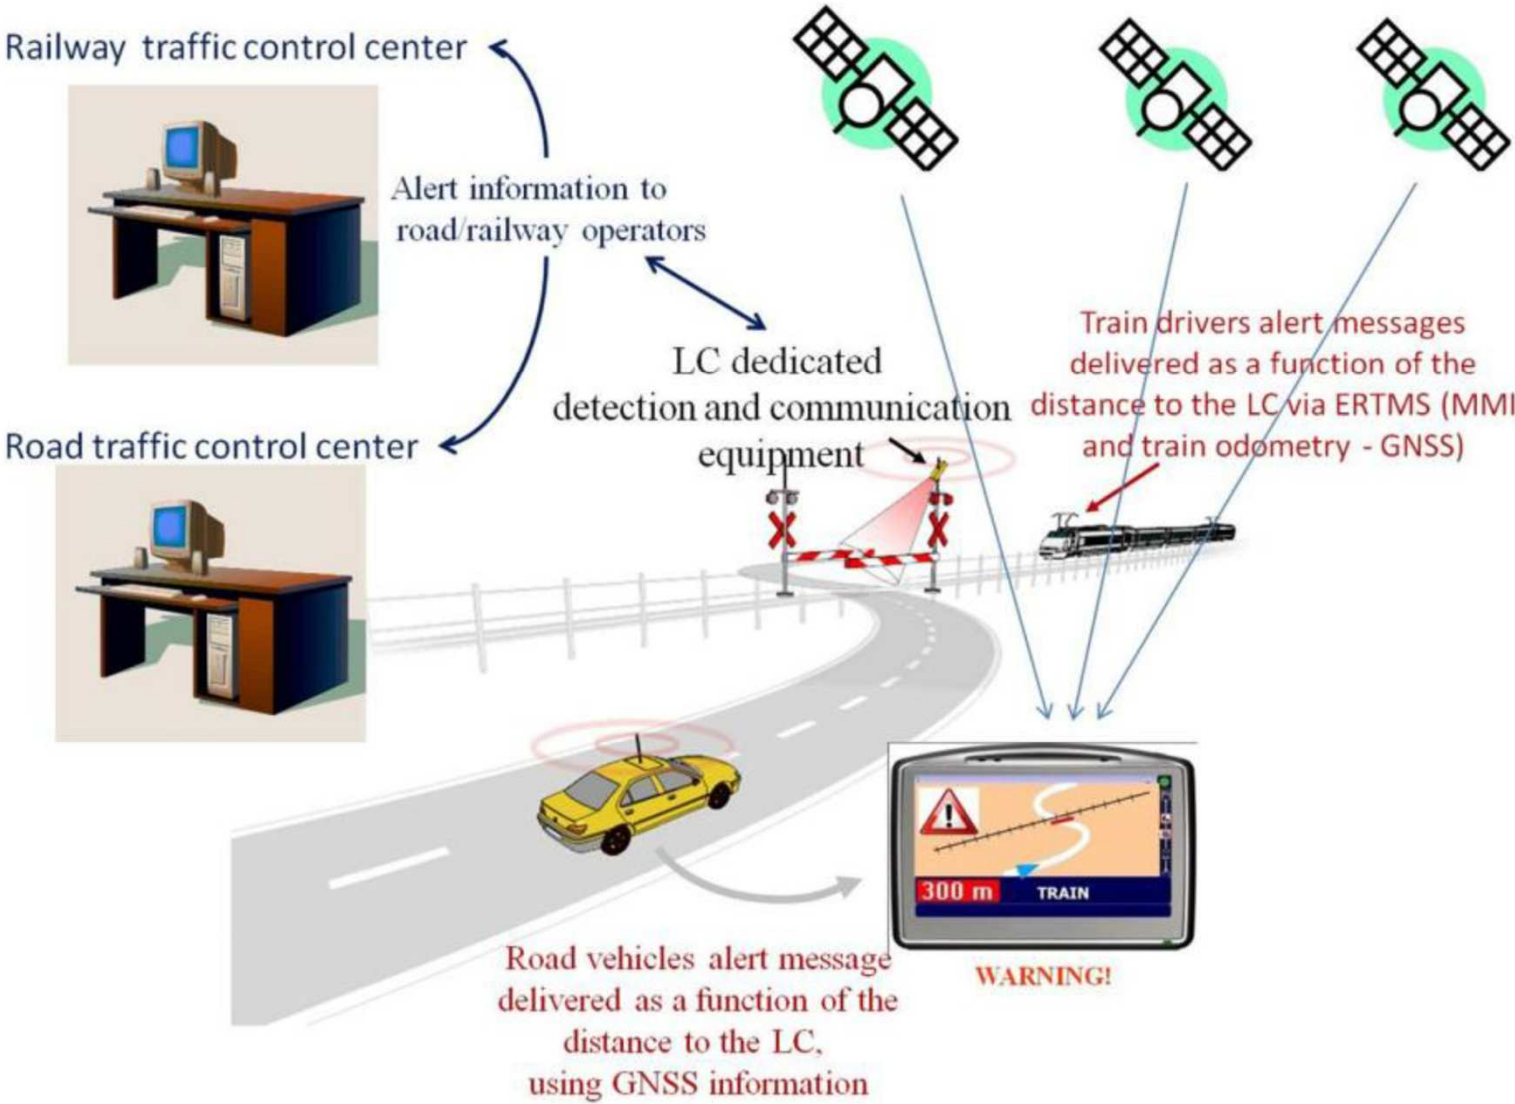 Railway traffic control center
Alert information to
road/railway operators
Road traffic control center
LC dedicated
detection and communication
equipment
Train drivers alert messages
delivered as a function of the
distance to the LC via ERTMS (MMI
and train odometry - GNSS)
300 m TRAIN
WARNING!
Road vehicles alert message
delivered as a function of the
distance to the LC,
using GNSS information